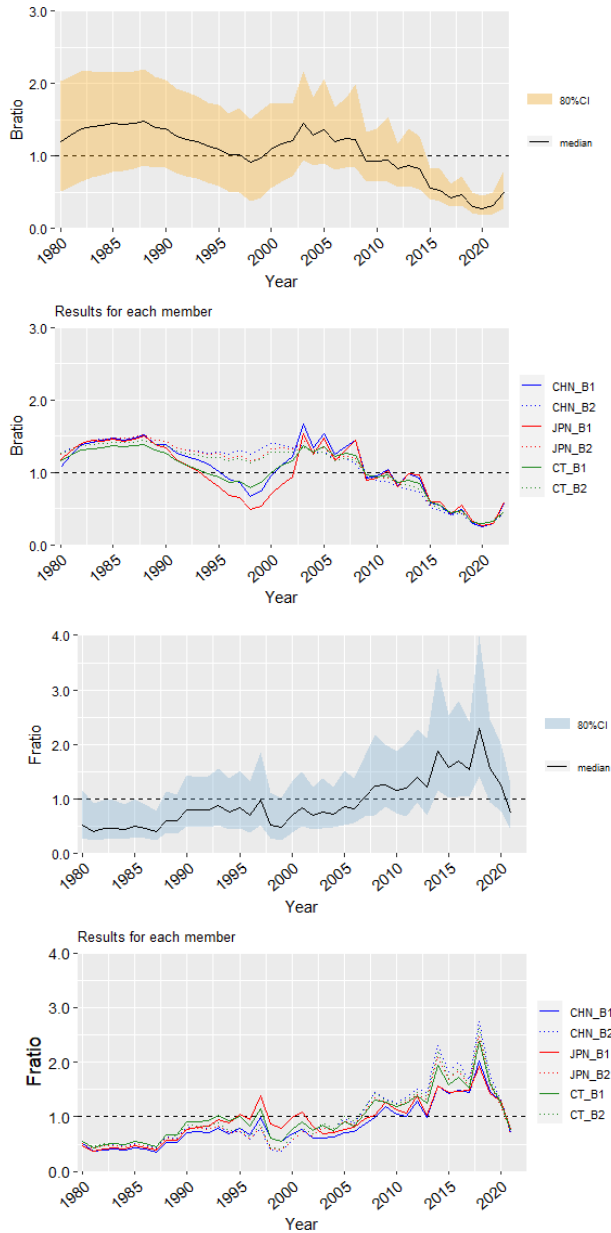 3.0
2.0
1.0
0.0
Bratio
1980
1985
1990
1995
2000
2005
2010
2015
2020
Year
80%CI
median
Results for each member
3.0
2.0
1.0
0.0
Bratio
1980
1985
1990
1995
2000
2005
2010
2015
2020
Year
CHN_B1
CHN_B2
JPN_B1
JPN_B2
CT_B1
CT_B2
4.0
3.0
2.0
1.0
0.0
Fratio
1980
1985
1990
1995
2000
2005
2010
2015
2020
Year
80%CI
median
Results for each member
4.0
3.0
2.0
1.0
0.0
Fratio
1980
1985
1990
1995
2000
2005
2010
2015
2020
Year
CHN_B1
CHN_B2
JPN_B1
JPN_B2
CT_B1
CT_B2